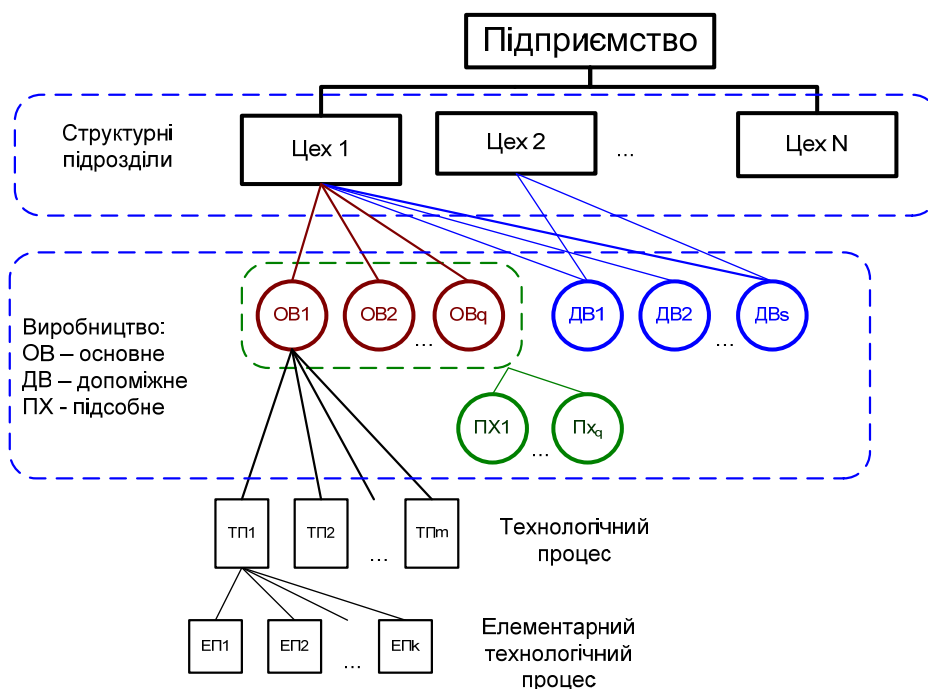 Підприємство
Структурні
підрозділи
Цех 1
Цех 2
...
Цех N
Виробництво:
ОВ – основне
ДВ – допоміжне
ПХ - підсобне
ОВ1
ОВ2
...
ОВq
ДВ1
ДВ2
...
ДВs
ПХ1
...
Пхq
ТП1
ТП2
...
ТПm
Технологічний
процес
ЕП1
ЕП2
...
ЕПk
Елементарний
технологічний
процес